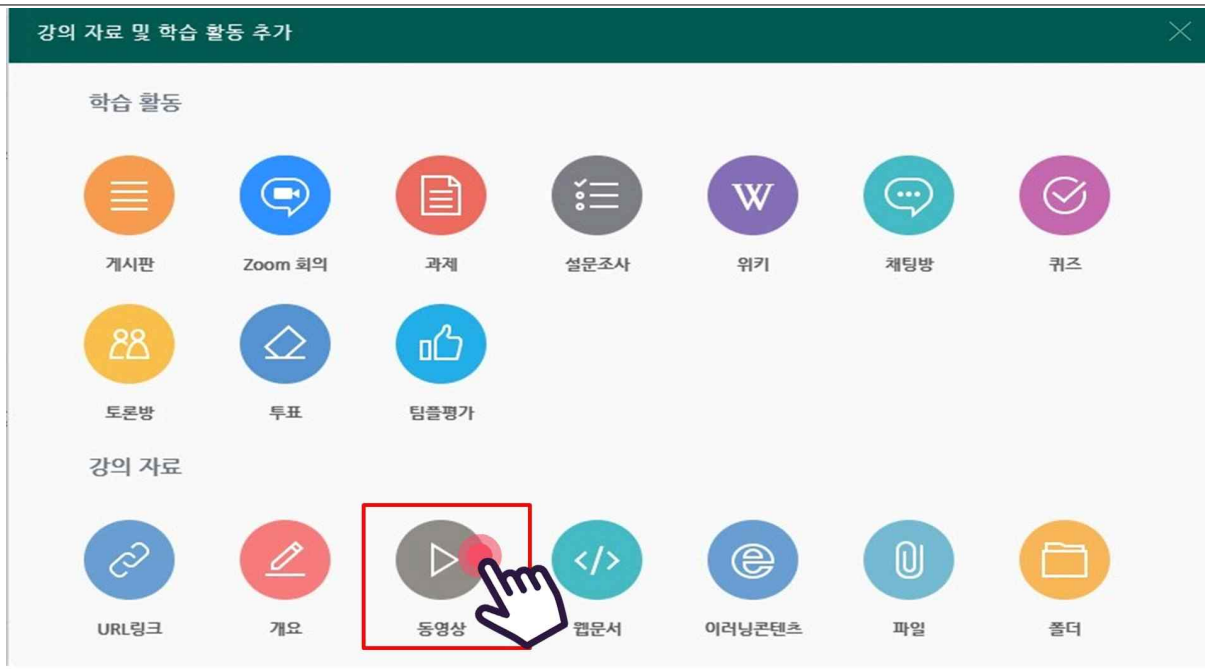 강의 자료 및 학습 활동 추가
학습 활동
게시판 Zoom 회의 과제 설문조사 위키 채팅방 퀴즈
토론방 투표 팀플평가
강의 자료
URL링크 개요 동영상 웹문서 이러닝콘텐츠 파일 폴더